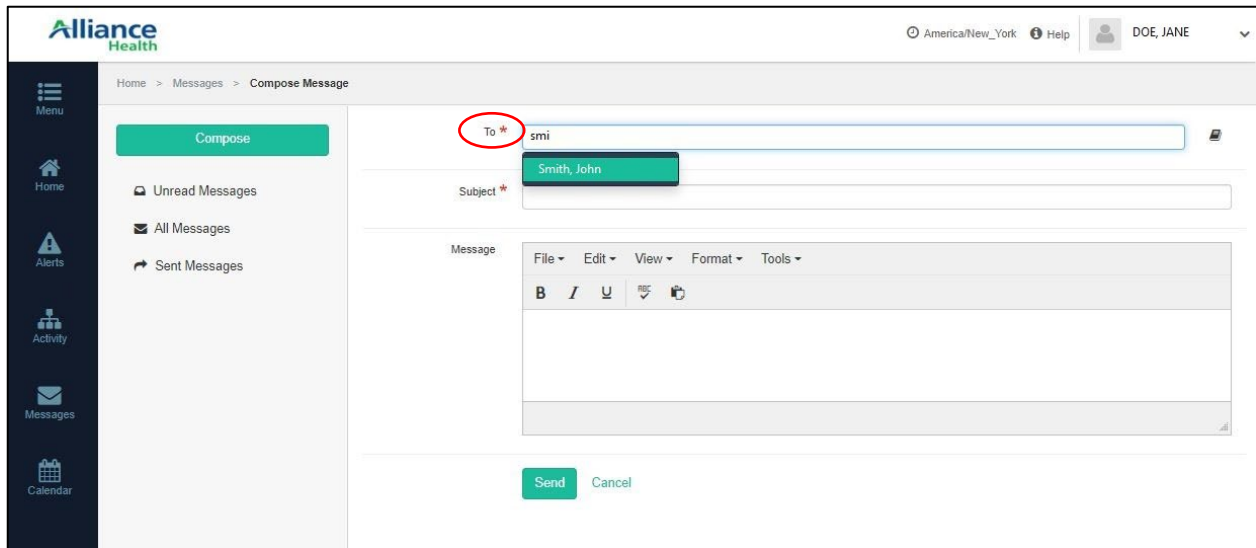 Alliance
Health
America/New_York Help DOE, JANE
Menu
Home > Messages > Compose Message
Compose
To * smi
Smith, John
Home
Unread Messages
Subject *
All Messages
Alerts
Message
File Edit View Format Tools
Sent Messages
B I U ABC
Activity
Messages
Calendar
Send Cancel